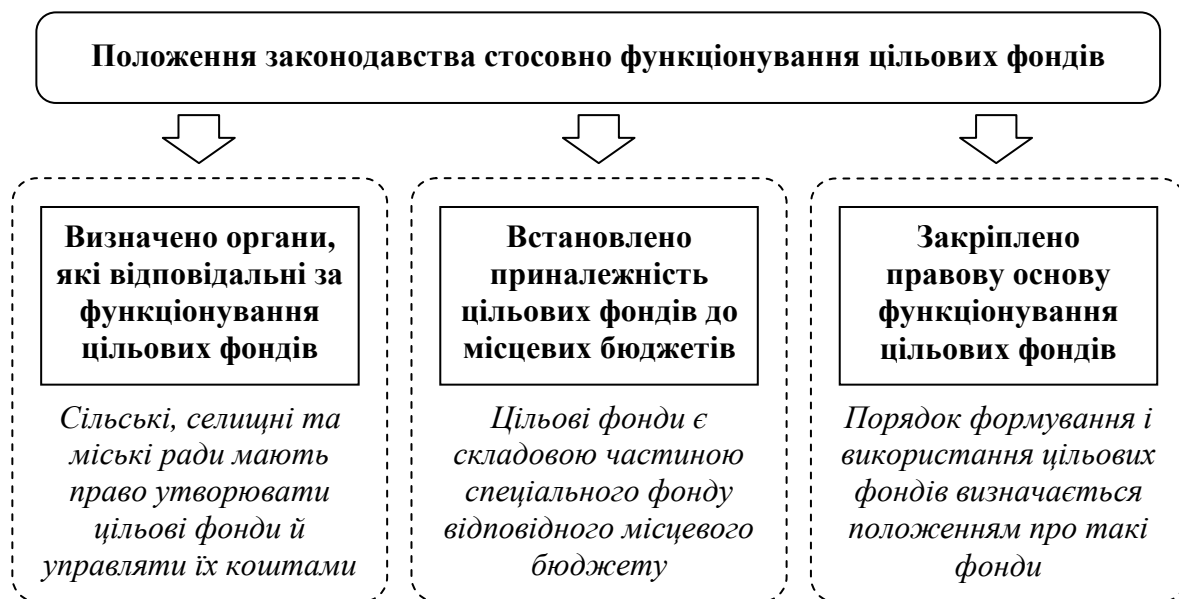 Положення законодавства стосовно функціонування цільових фондів
Визначено органи,
які відповідальні за
функціонування
цільових фондів
Сільські, селищні та
міські ради мають
право утворювати
цільові фонди й
управляти їх коштами
Встановлено
приналежність
цільових фондів до
місцевих бюджетів
Цільові фонди є
складовою частиною
спеціального фонду
відповідного місцевого
бюджету
Закріплено
правову основу
функціонування
цільових фондів
Порядок формування і
використання цільових
фондів визначається
положенням про такі
фонди